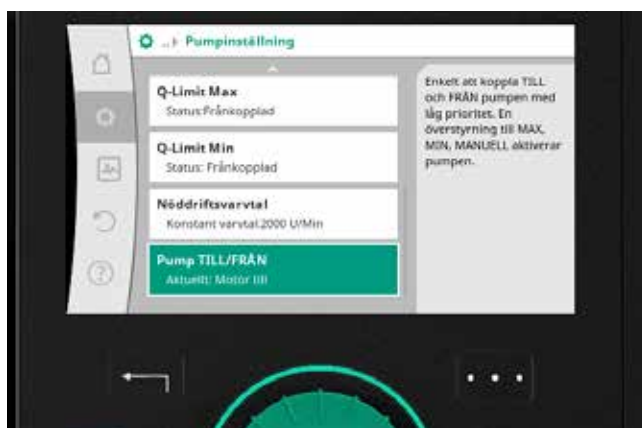 ...▸ Pumpinställning
Q-Limit Max
Status:Frånkopplad
Q-Limit Min
Status: Frånkopplad
Nöddriftsvarvtal
Konstant varvtal:2000 U/Min
Pump TILL/FRÅN
Aktuellt: Motor till
Enkelt att koppla TILL
och FRÅN pumpen med
låg prioritet. En
överstyrning till MAX,
MIN, MANUELL aktiverar
pumpen.